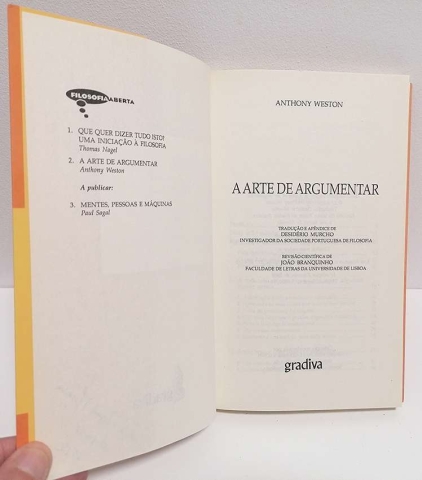 FILOSOFIA ABERTA
1. QUE QUER DIZER TUDO ISTO?
UMA INICIAÇÃO À FILOSOFIA
Thomas Nagel
2. A ARTE DE ARGUMENTAR
Anthony Weston
A publicar:
3. MENTES, PESSOAS E MÁQUINAS
Paul Sagal
ANTHONY WESTON
A ARTE DE ARGUMENTAR
TRADUÇÃO E APÊNDICE DE
DESIDÉRIO MURCHO
INVESTIGADOR DA SOCIEDADE PORTUGUESA DE FILOSOFIA
REVISÃO CIENTÍFICA DE
JOÃO BRANQUINHO
FACULDADE DE LETRAS DA UNIVERSIDADE DE LISBOA
gradiva